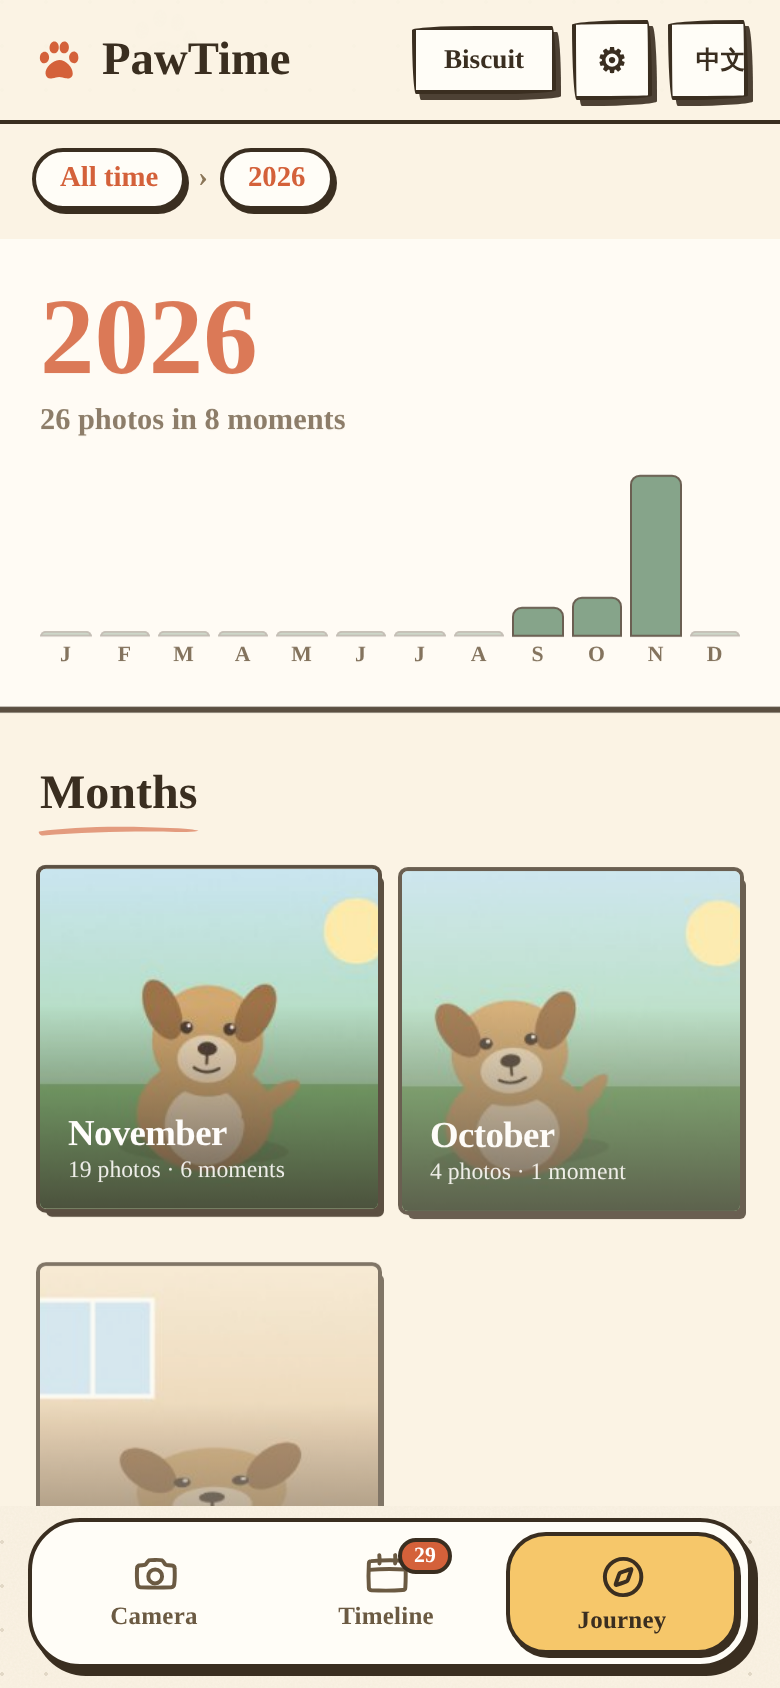 PawTime
Biscuit
中文
All time › 2026
2026
26 photos in 8 moments
J F M A M J J A S O N D
Months
November
19 photos · 6 moments
October
4 photos · 1 moment
29
Camera
Timeline
Journey